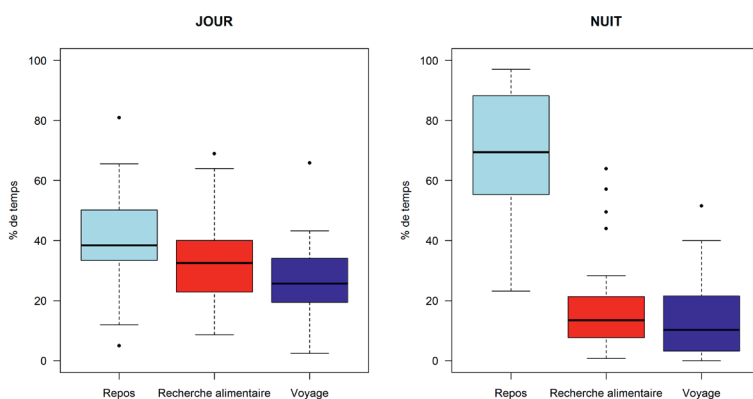 JOUR
% de temps
100
80
60
40
20
0
Repos
Recherche alimentaire
Voyage
NUIT
% de temps
100
80
60
40
20
0
Repos
Recherche alimentaire
Voyage